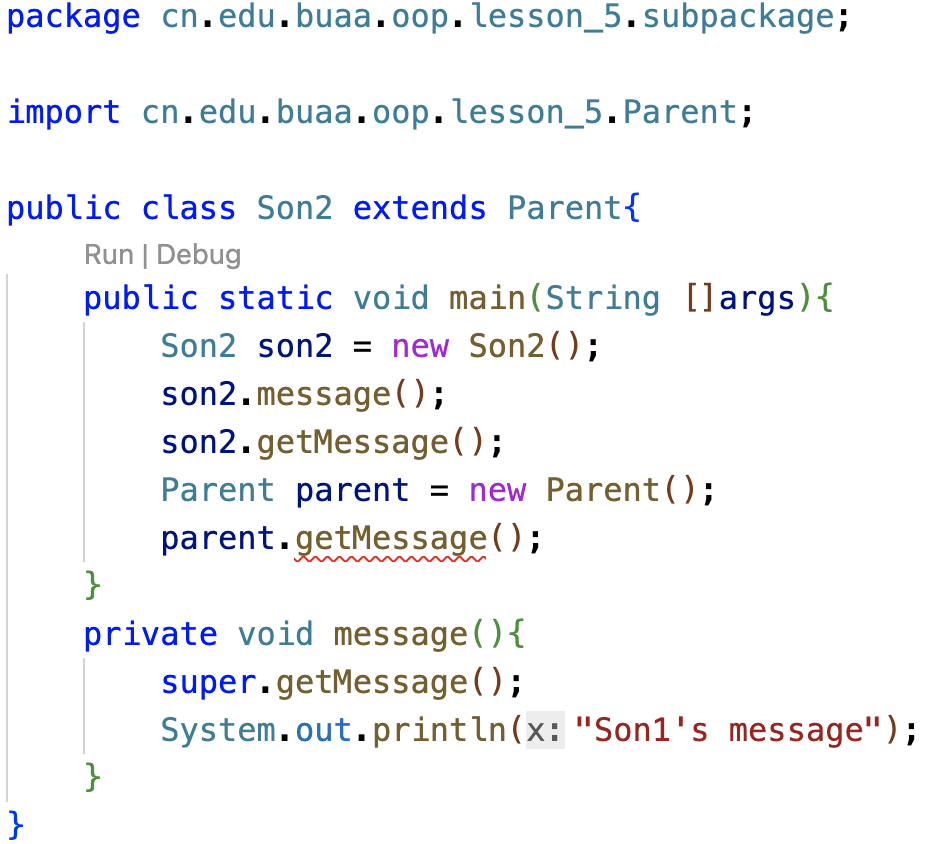 package cn.edu.buaa.oop.lesson_5.subpackage;
import cn.edu.buaa.oop.lesson_5.Parent;
public class Son2 extends Parent{
Run | Debug
public static void main(String []args){
Son2 son2 = new Son2();
son2.message();
son2.getMessage();
Parent parent = new Parent();
parent.getMessage();
}
private void message(){
super.getMessage();
System.out.println(x: "Son1's message");
}
}